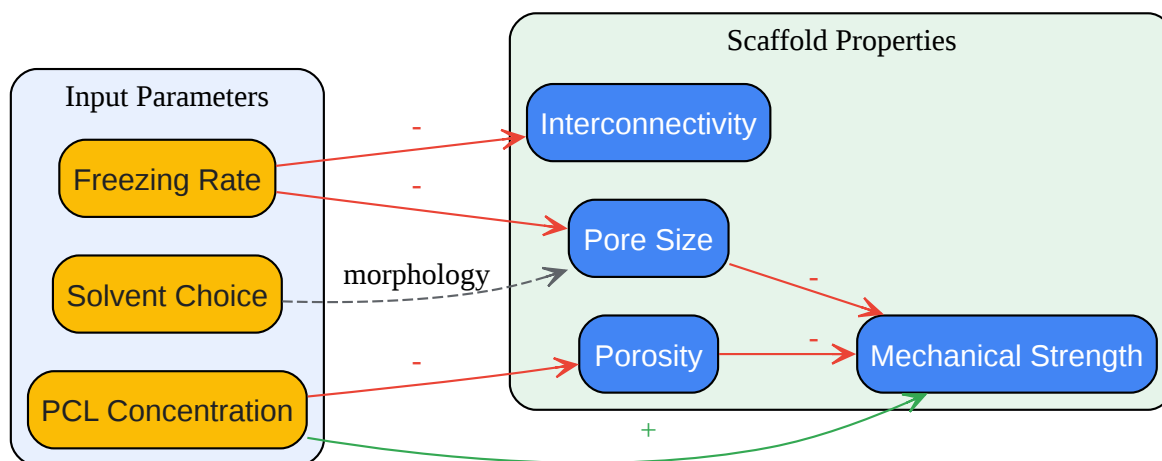 Scaffold Properties
Input Parameters
Interconnectivity
-
Freezing Rate
-
Pore Size
morphology
-
Solvent Choice
-
Porosity
Mechanical Strength
-
PCL Concentration
+